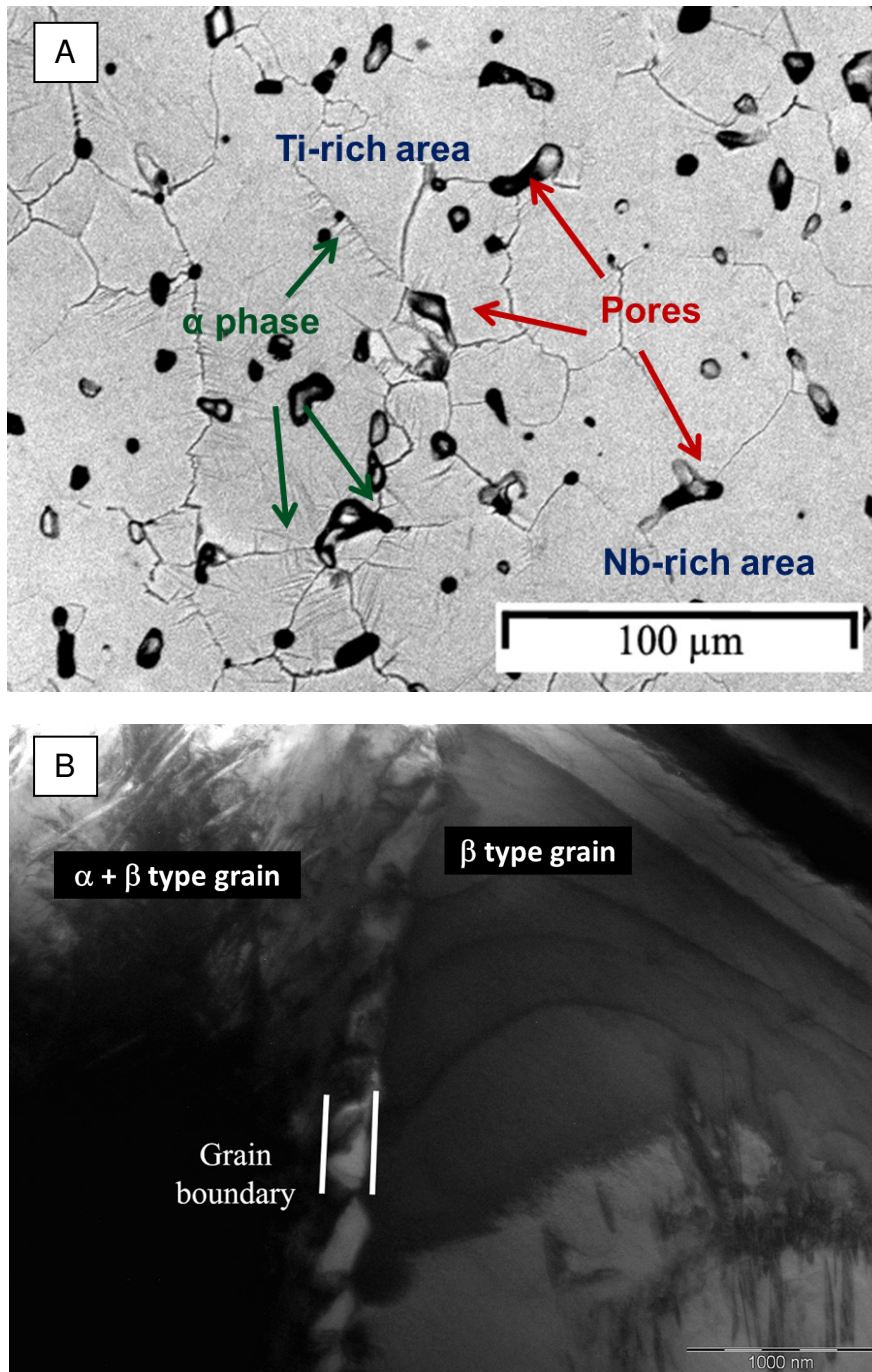 A
Ti-rich area
α phase
Pores
Nb-rich area
100 µm
B
α + β type grain
β type grain
Grain
boundary
1000 nm